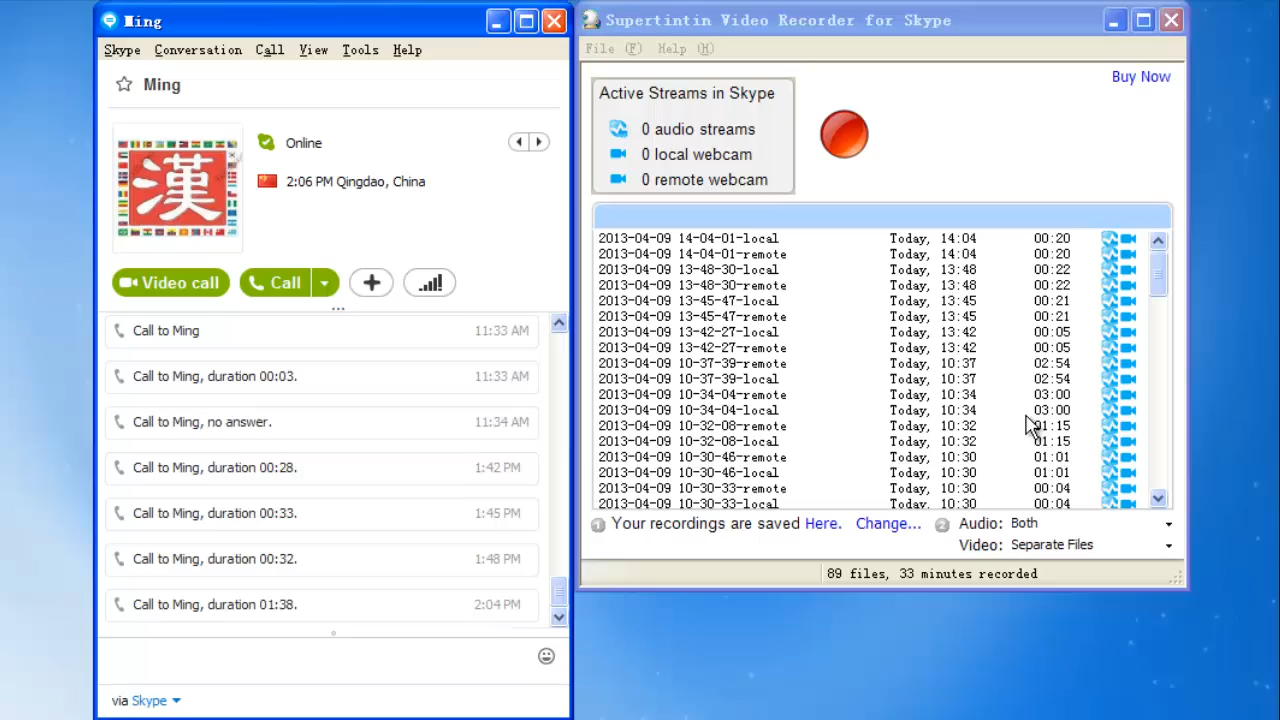 Ming
Skype Conversation Call View Tools Help
Ming
漢
Online
2:06 PM Qingdao, China
Video call
Call
Call to Ming 11:33 AM
Call to Ming, duration 00:03. 11:33 AM
Call to Ming, no answer. 11:34 AM
Call to Ming, duration 00:28. 1:42 PM
Call to Ming, duration 00:33. 1:45 PM
Call to Ming, duration 00:32. 1:48 PM
Call to Ming, duration 01:38. 2:04 PM
via Skype
Supertintin Video Recorder for Skype
File (F) Help (H)
Buy Now
Active Streams in Skype
0 audio streams
0 local webcam
0 remote webcam
2013-04-09 14-04-01-local Today, 14:04 00:20
2013-04-09 14-04-01-remote Today, 14:04 00:20
2013-04-09 13-48-30-local Today, 13:48 00:22
2013-04-09 13-48-30-remote Today, 13:48 00:22
2013-04-09 13-45-47-local Today, 13:45 00:21
2013-04-09 13-45-47-remote Today, 13:45 00:21
2013-04-09 13-42-27-local Today, 13:42 00:05
2013-04-09 13-42-27-remote Today, 13:42 00:05
2013-04-09 10-37-39-remote Today, 10:37 02:54
2013-04-09 10-37-39-local Today, 10:37 02:54
2013-04-09 10-34-04-remote Today, 10:34 03:00
2013-04-09 10-34-04-local Today, 10:34 03:00
2013-04-09 10-32-08-remote Today, 10:32 01:15
2013-04-09 10-32-08-local Today, 10:32 01:15
2013-04-09 10-30-46-remote Today, 10:30 01:01
2013-04-09 10-30-46-local Today, 10:30 01:01
2013-04-09 10-30-33-remote Today, 10:30 00:04
2013-04-09 10-30-33-local Today, 10:30 00:04
1 Your recordings are saved Here. Change... 2 Audio: Both
Video: Separate Files
89 files, 33 minutes recorded